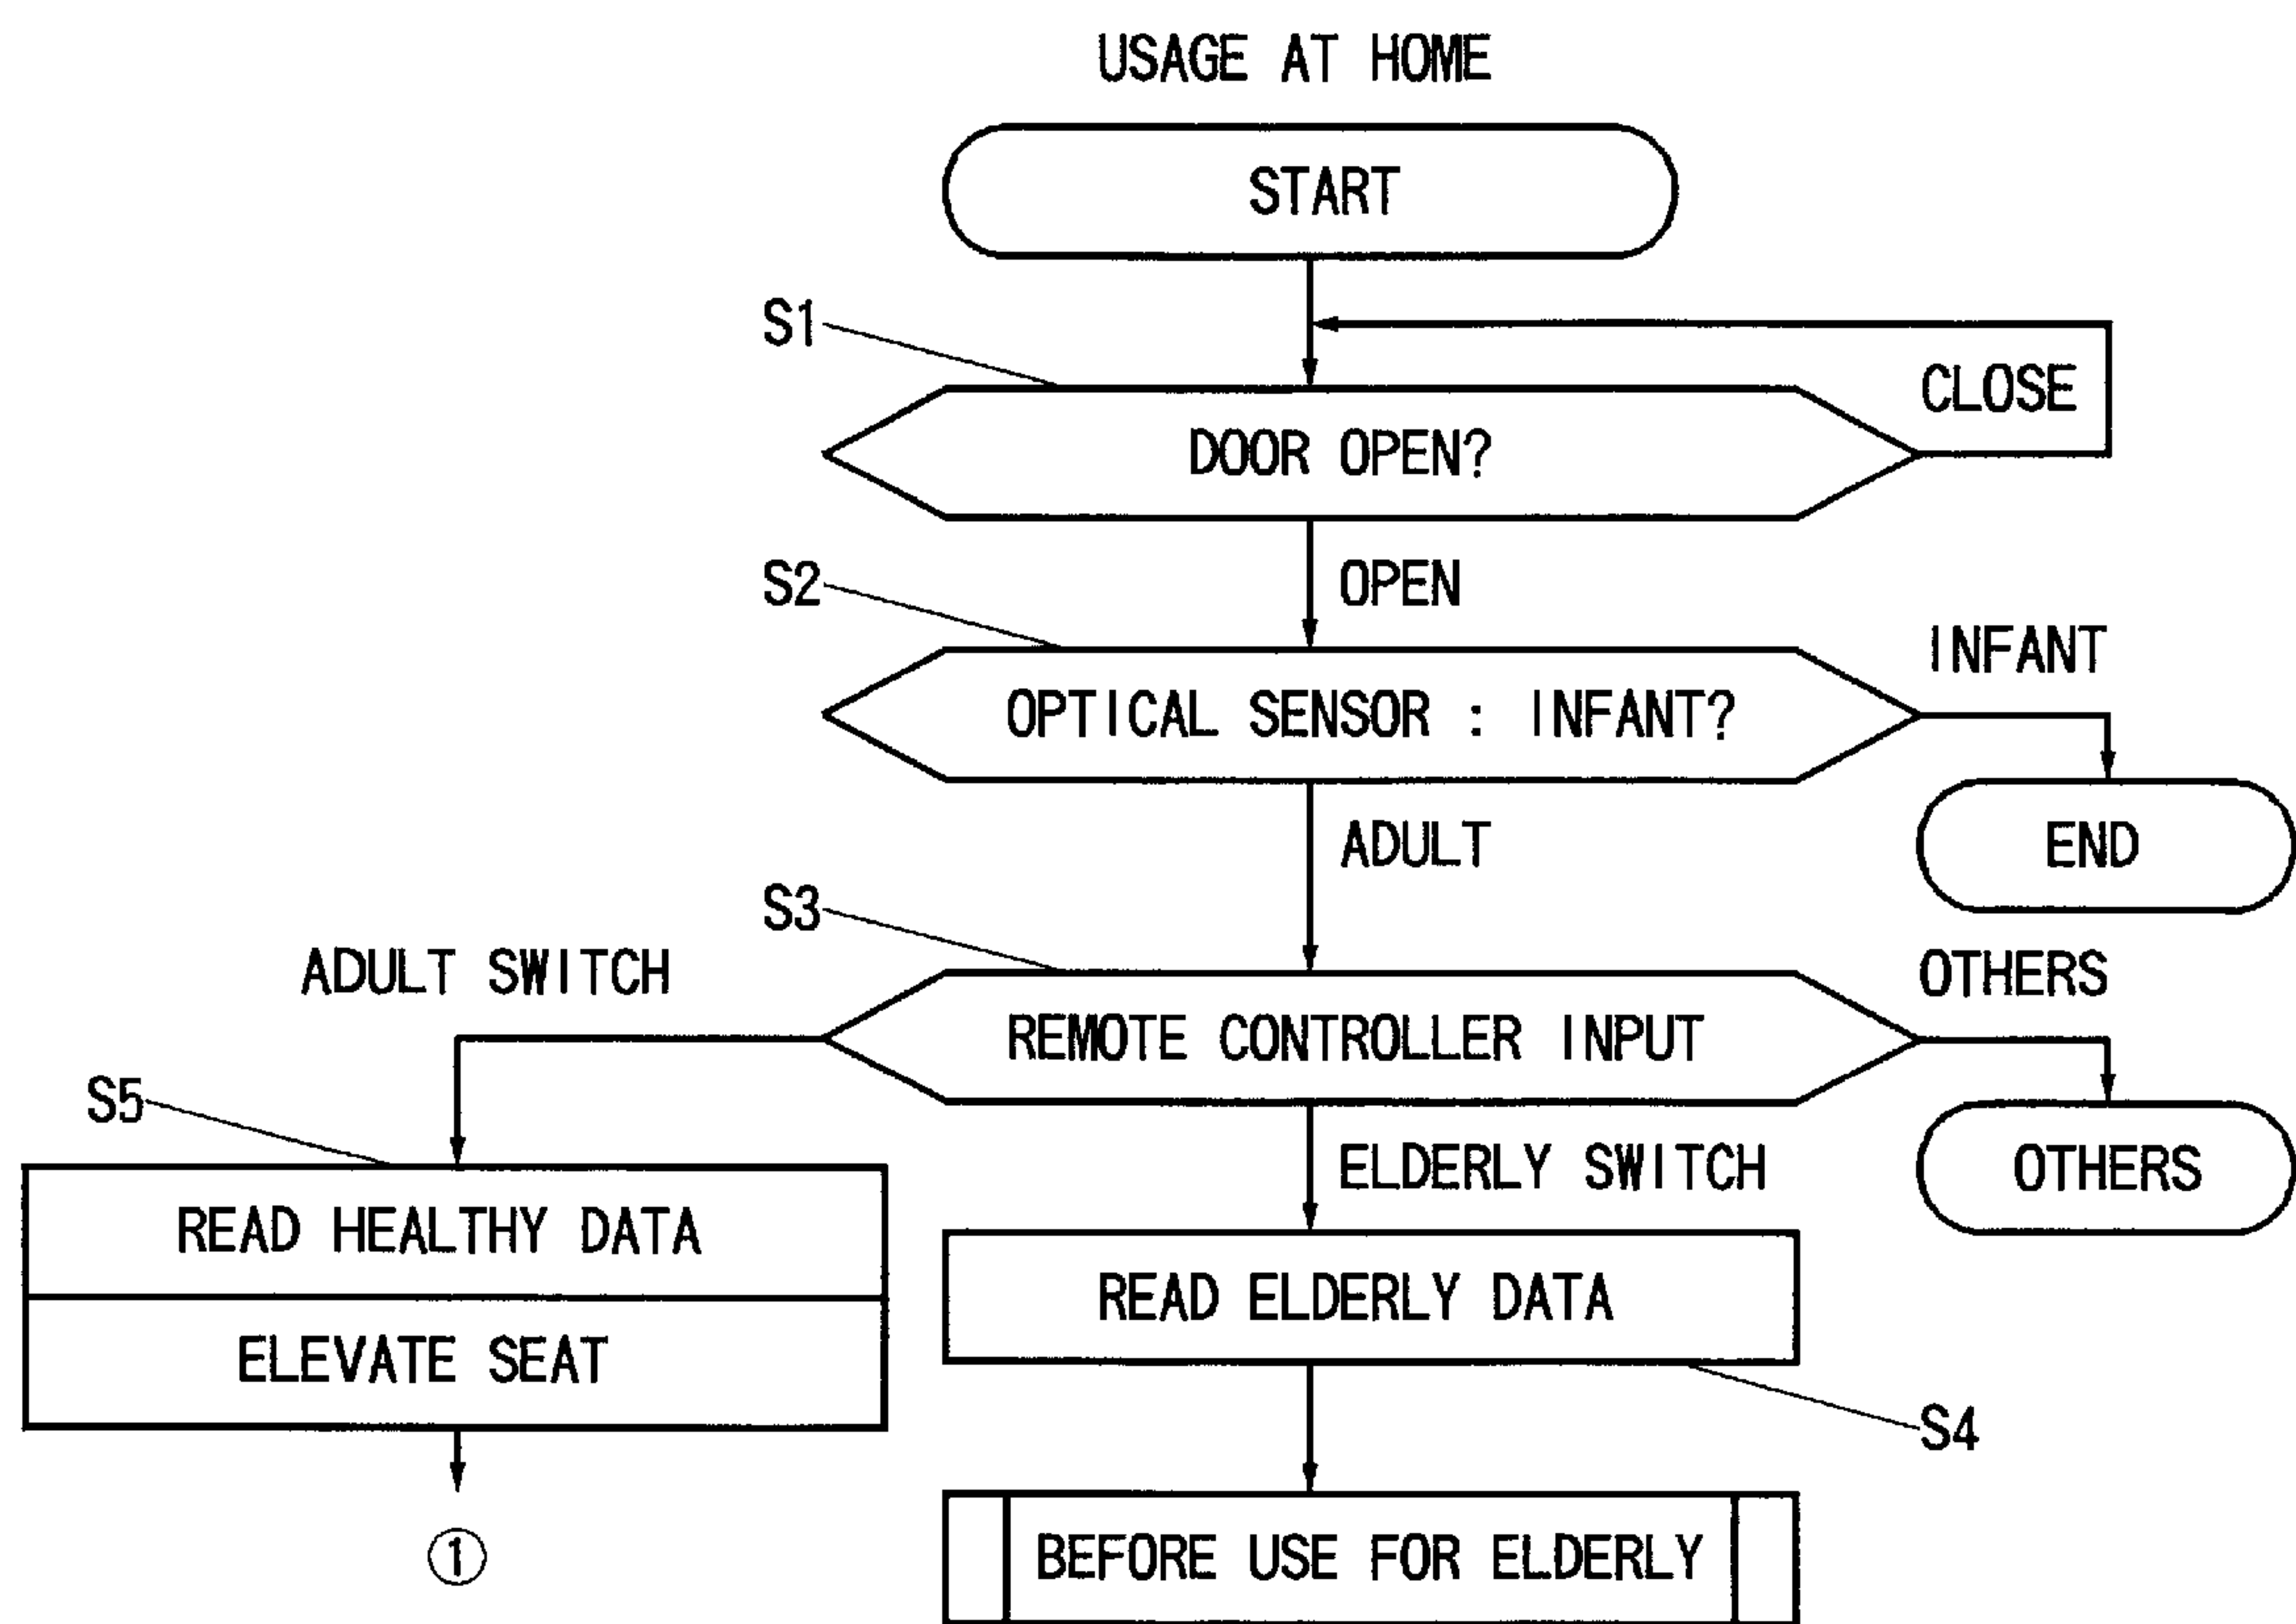 USAGE AT HOME
START
S1
CLOSE
DOOR OPEN?
S2
OPEN
INFANT
OPTICAL SENSOR : INFANT?
ADULT
END
S3
ADULT SWITCH
OTHERS
REMOTE CONTROLLER INPUT
S5
ELDERLY SWITCH
OTHERS
READ HEALTHY DATA
READ ELDERLY DATA
ELEVATE SEAT
S4
①
BEFORE USE FOR ELDERLY